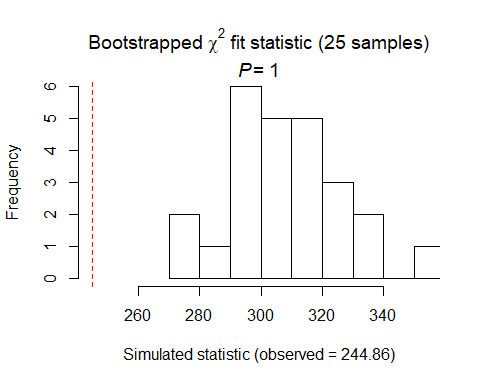 Bootstrapped χ² fit statistic (25 samples)
P= 1
Frequency
6
5
4
3
2
1
0
260 280 300 320 340
Simulated statistic (observed = 244.86)